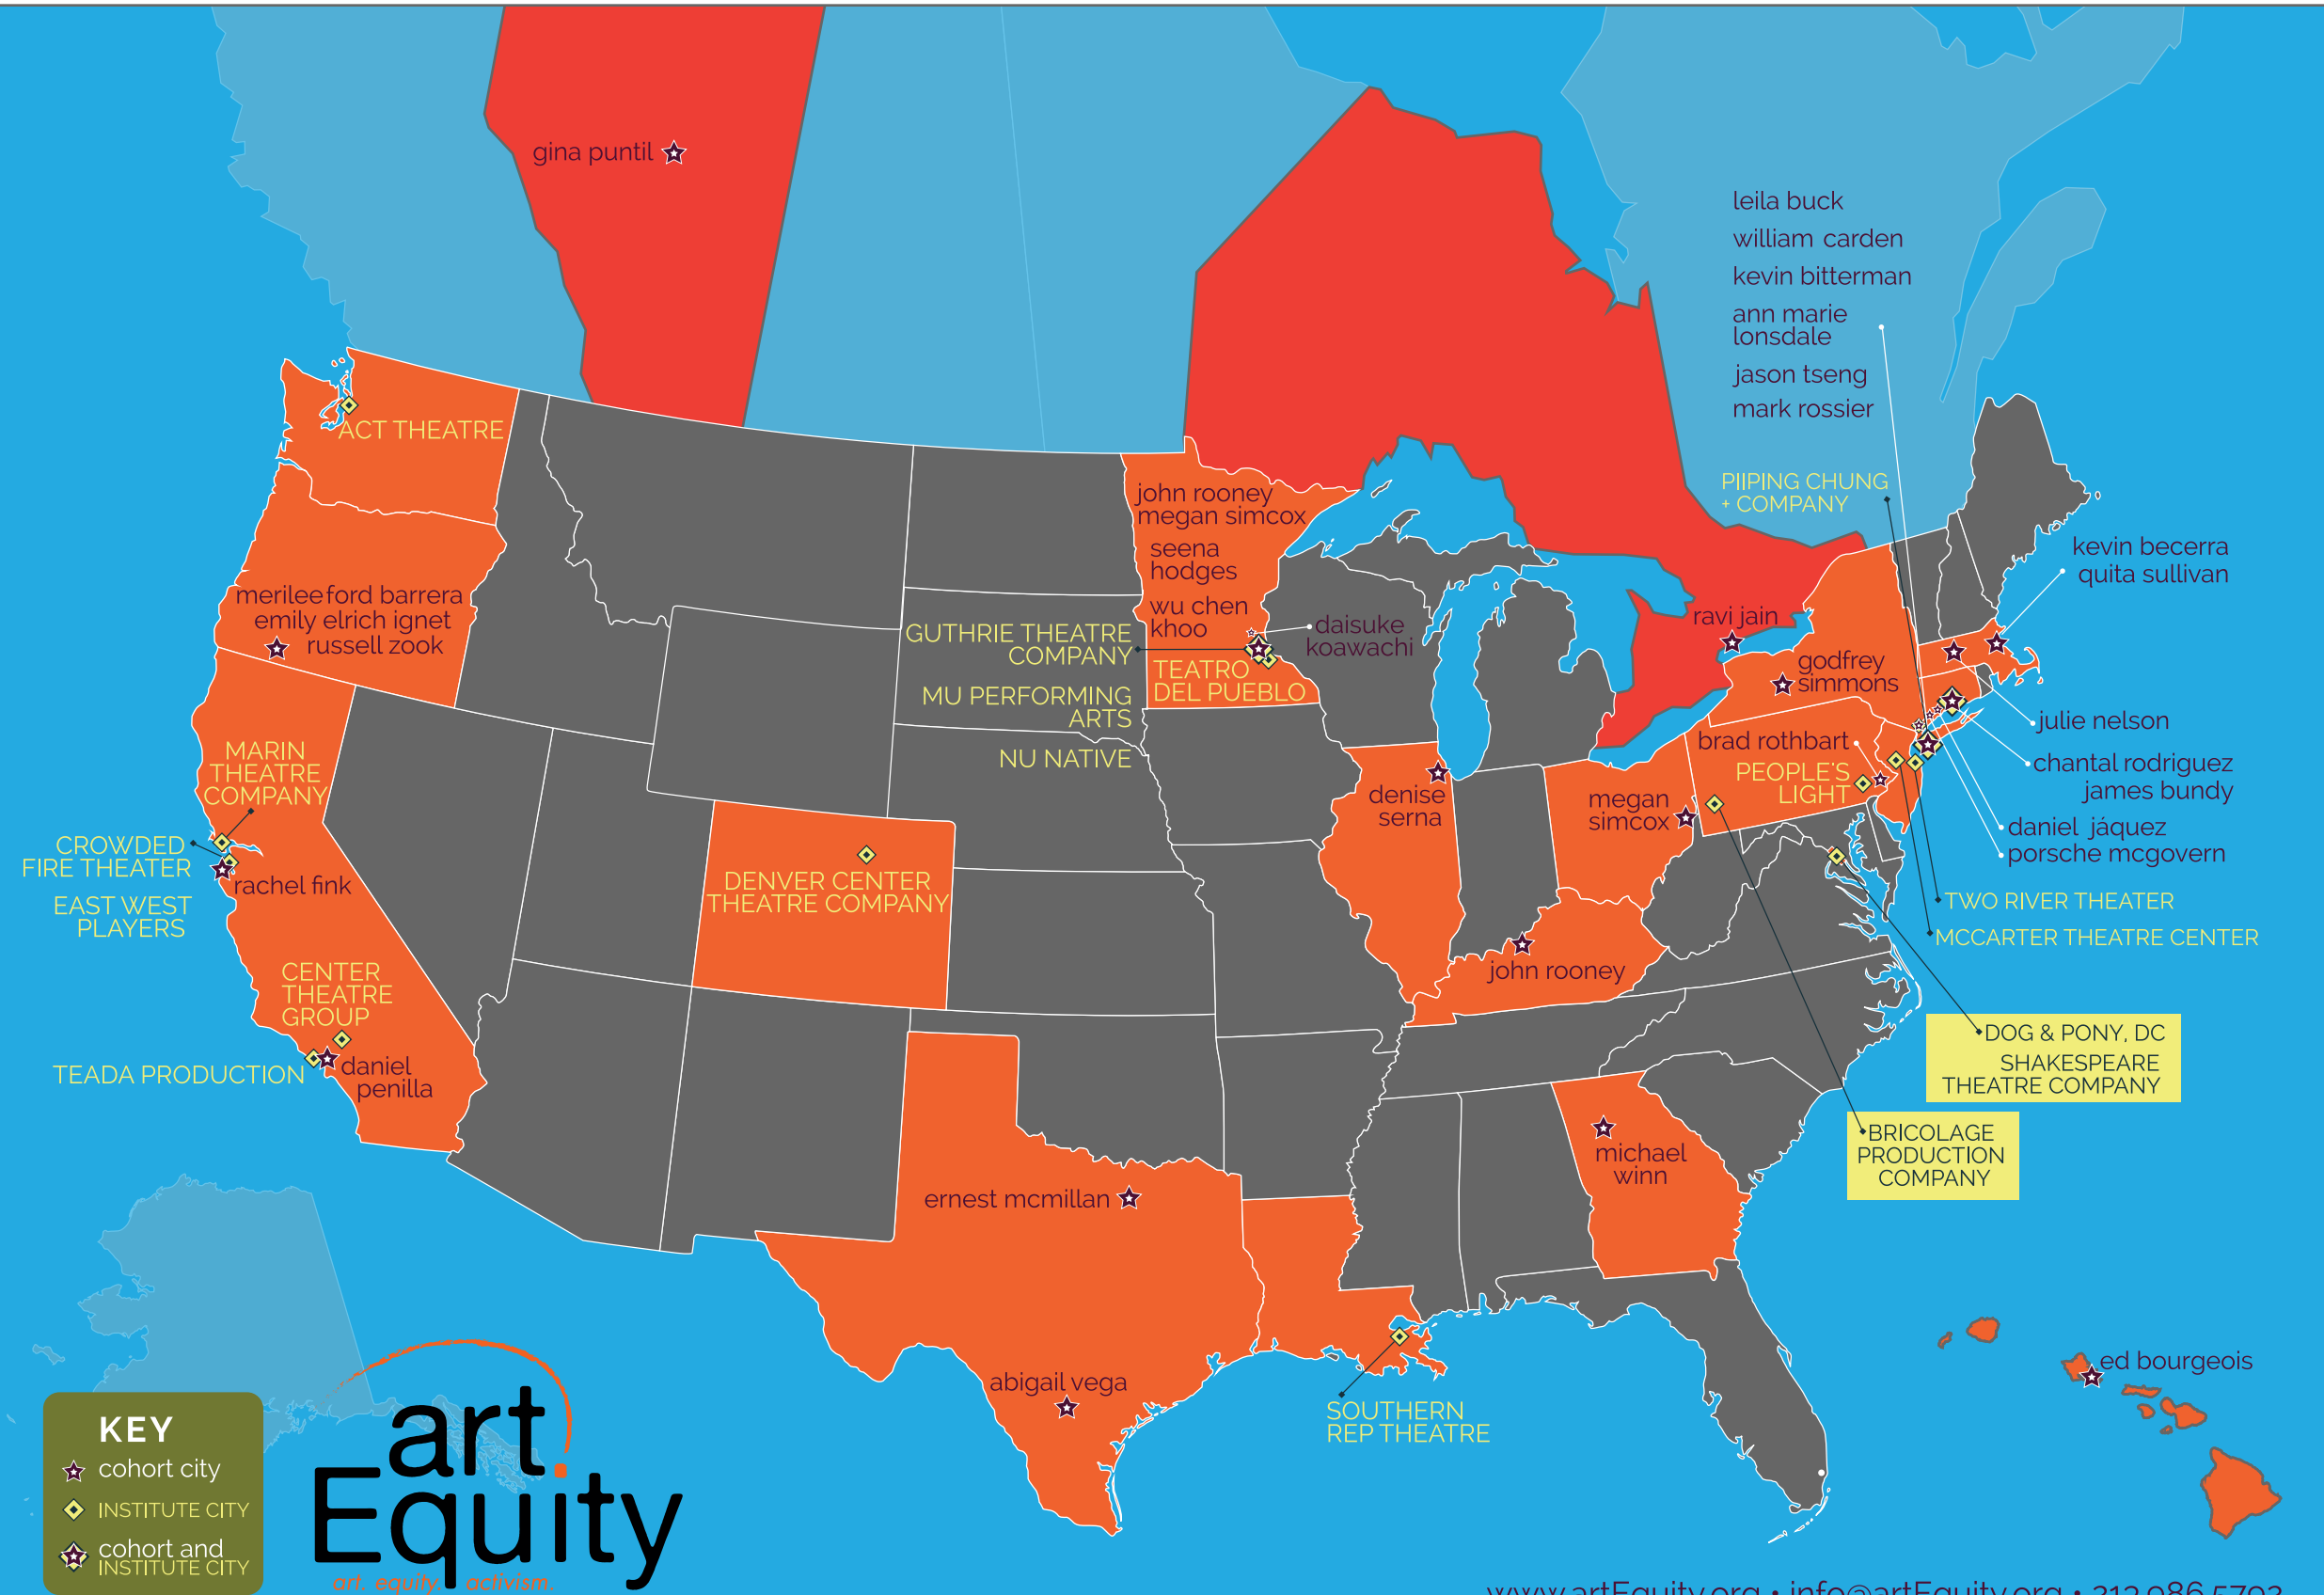 gina puntil
leila buck
william carden
kevin bitterman
ann marie
lonsdale
jason tseng
mark rossier
PIIPING CHUNG
+ COMPANY
ACT THEATRE
merilee ford barrera
emily elrich ignet
russell zook
john rooney
megan simcox
seena
hodges
wu chen
khoo
daisuke
koawachi
GUTHRIE THEATRE
COMPANY
TEATRO
DEL PUEBLO
MU PERFORMING
ARTS
NU NATIVE
kevin becerra
quita sullivan
ravi jain
godfrey
simmons
julie nelson
brad rothbart
PEOPLE'S
LIGHT
chantal rodriguez
james bundy
daniel jáquez
porsche mcgovern
TWO RIVER THEATER
MCCARTER THEATRE CENTER
MARIN
THEATRE
COMPANY
CROWDED
FIRE THEATER
rachel fink
EAST WEST
PLAYERS
DENVER CENTER
THEATRE COMPANY
denise
serna
megan
simcox
john rooney
CENTER
THEATRE
GROUP
TEADA PRODUCTION
daniel
penilla
DOG & PONY, DC
SHAKESPEARE
THEATRE COMPANY
BRICOLAGE
PRODUCTION
COMPANY
michael
winn
ernest mcmillan
abigail vega
SOUTHERN
REP THEATRE
ed bourgeois
KEY
cohort city
INSTITUTE CITY
cohort and
INSTITUTE CITY
art.
Equity
art. equity. activism.
www.artEquity.org • info@artEquity.org •